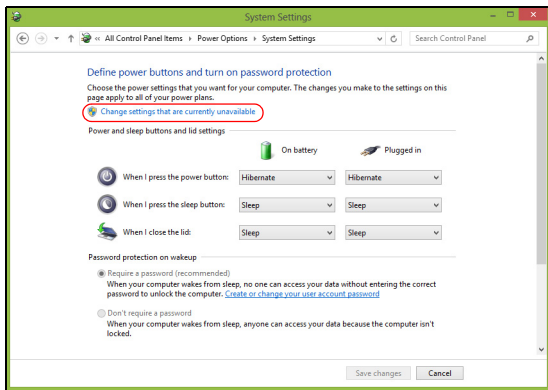 System Settings
« All Control Panel Items ▸ Power Options ▸ System Settings
Search Control Panel
Define power buttons and turn on password protection
Choose the power settings that you want for your computer. The changes you make to the settings on this
page apply to all of your power plans.
Change settings that are currently unavailable
Power and sleep buttons and lid settings
On battery
Plugged in
When I press the power button: Hibernate Hibernate
When I press the sleep button: Sleep Sleep
When I close the lid: Sleep Sleep
Password protection on wakeup
Require a password (recommended)
When your computer wakes from sleep, no one can access your data without entering the correct
password to unlock the computer. Create or change your user account password
Don't require a password
When your computer wakes from sleep, anyone can access your data because the computer isn't
locked.
Save changes Cancel